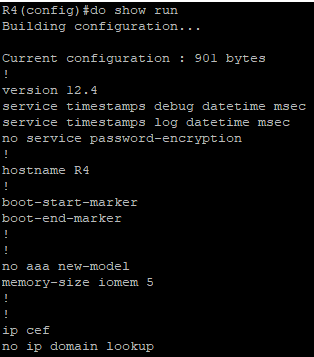 R4(config)#do show run
Building configuration...
Current configuration : 901 bytes
!
version 12.4
service timestamps debug datetime msec
service timestamps log datetime msec
no service password-encryption
!
hostname R4
!
boot-start-marker
boot-end-marker
!
!
no aaa new-model
memory-size iomem 5
!
!
ip cef
no ip domain lookup